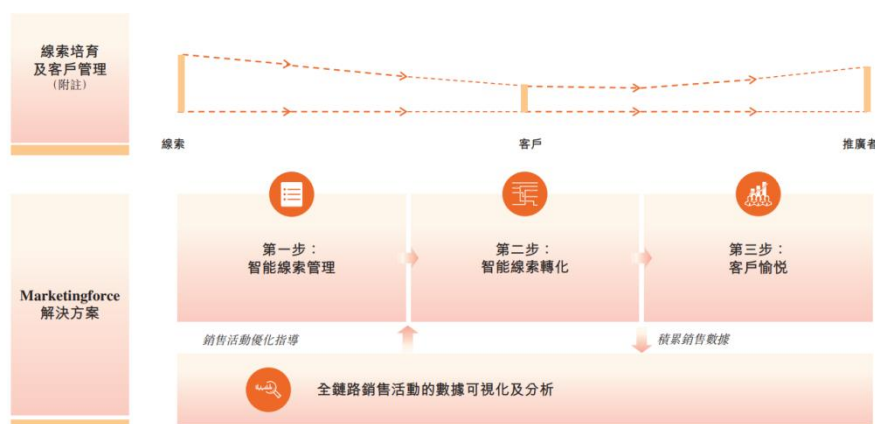 線索培育
及客戶管理
(附註)
線索
客戶
推廣者
Marketingforce
解決方案
第一步：
智能線索管理
第二步：
智能線索轉化
第三步：
客戶愉悦
銷售活動優化指導
積累銷售數據
全鏈路銷售活動的數據可視化及分析